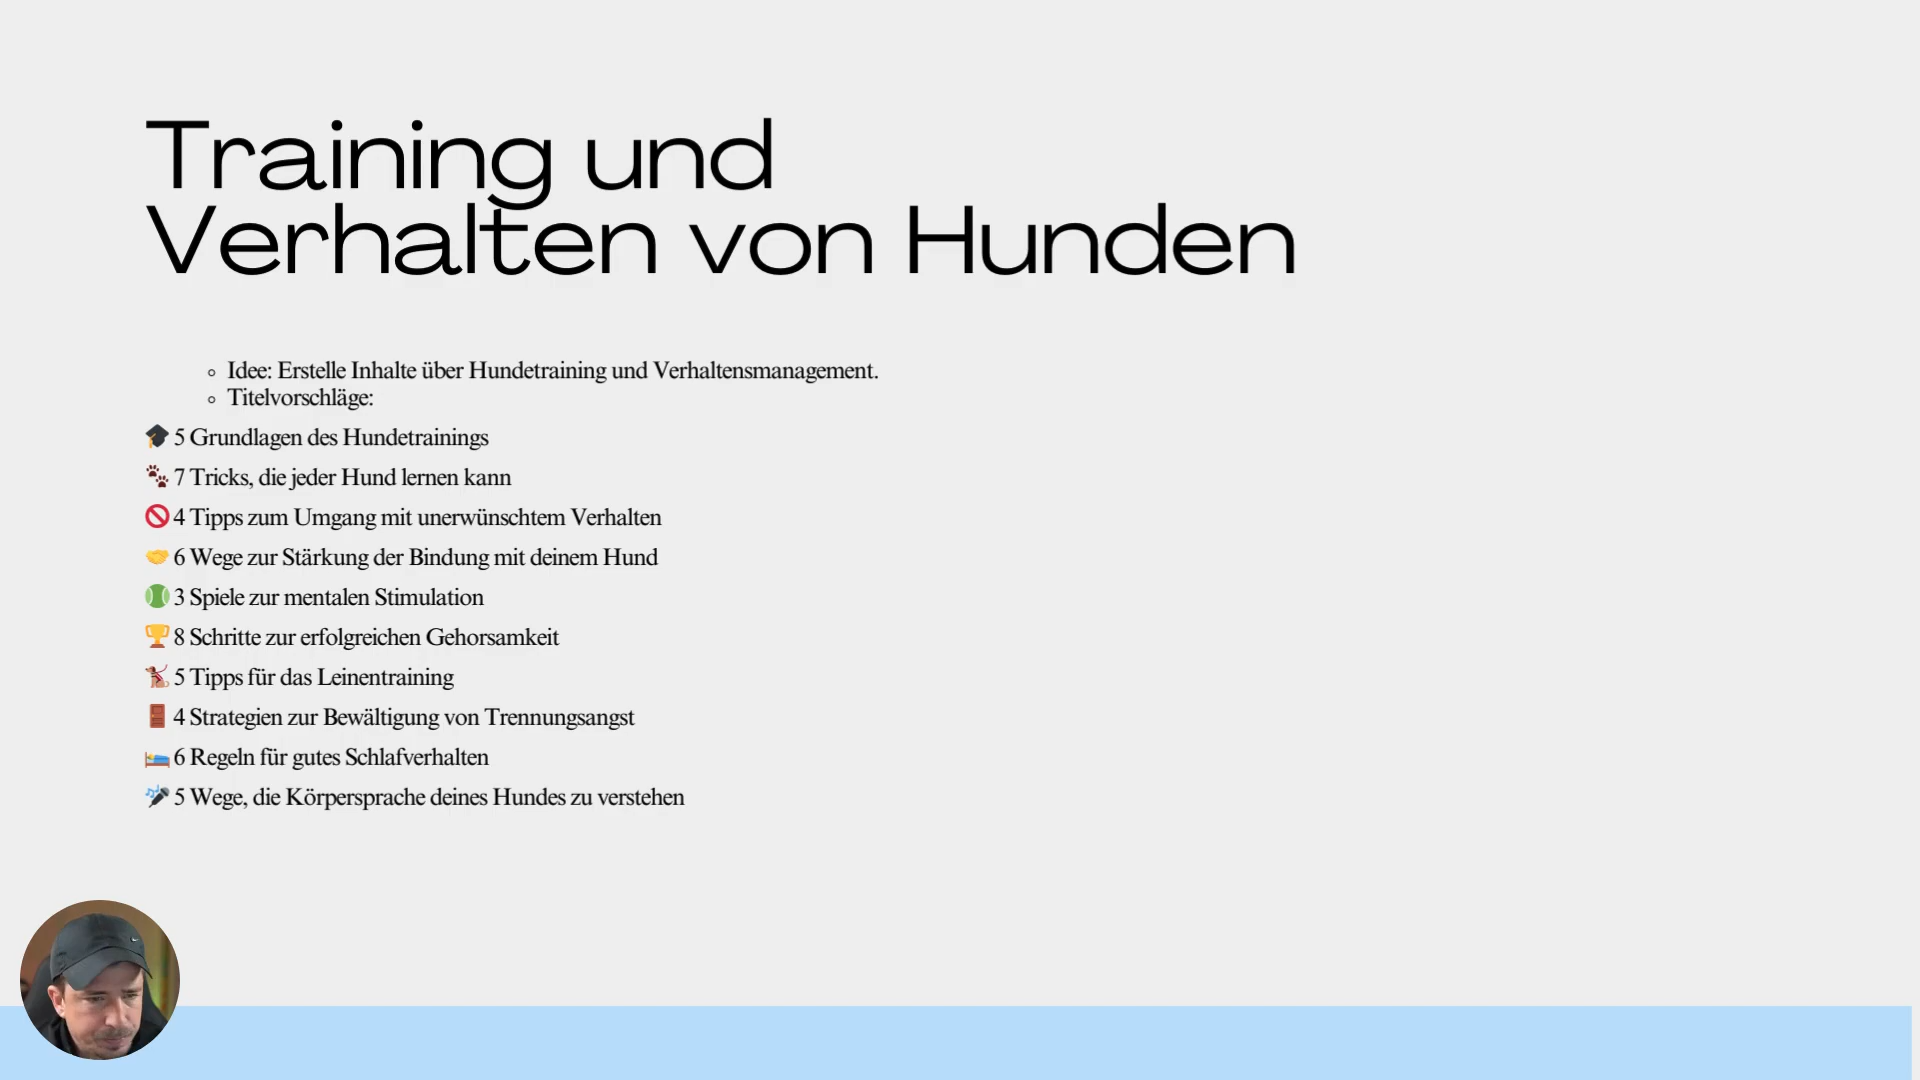 Training und
Verhalten von Hunden
Idee: Erstelle Inhalte über Hundetraining und Verhaltensmanagement.
Titelvorschläge:
🎓 5 Grundlagen des Hundetrainings
🐾 7 Tricks, die jeder Hund lernen kann
🚫 4 Tipps zum Umgang mit unerwünschtem Verhalten
🤝 6 Wege zur Stärkung der Bindung mit deinem Hund
🎾 3 Spiele zur mentalen Stimulation
🏆 8 Schritte zur erfolgreichen Gehorsamkeit
🐕‍🦺 5 Tipps für das Leinentraining
🚪 4 Strategien zur Bewältigung von Trennungsangst
🛌 6 Regeln für gutes Schlafverhalten
🎤 5 Wege, die Körpersprache deines Hundes zu verstehen